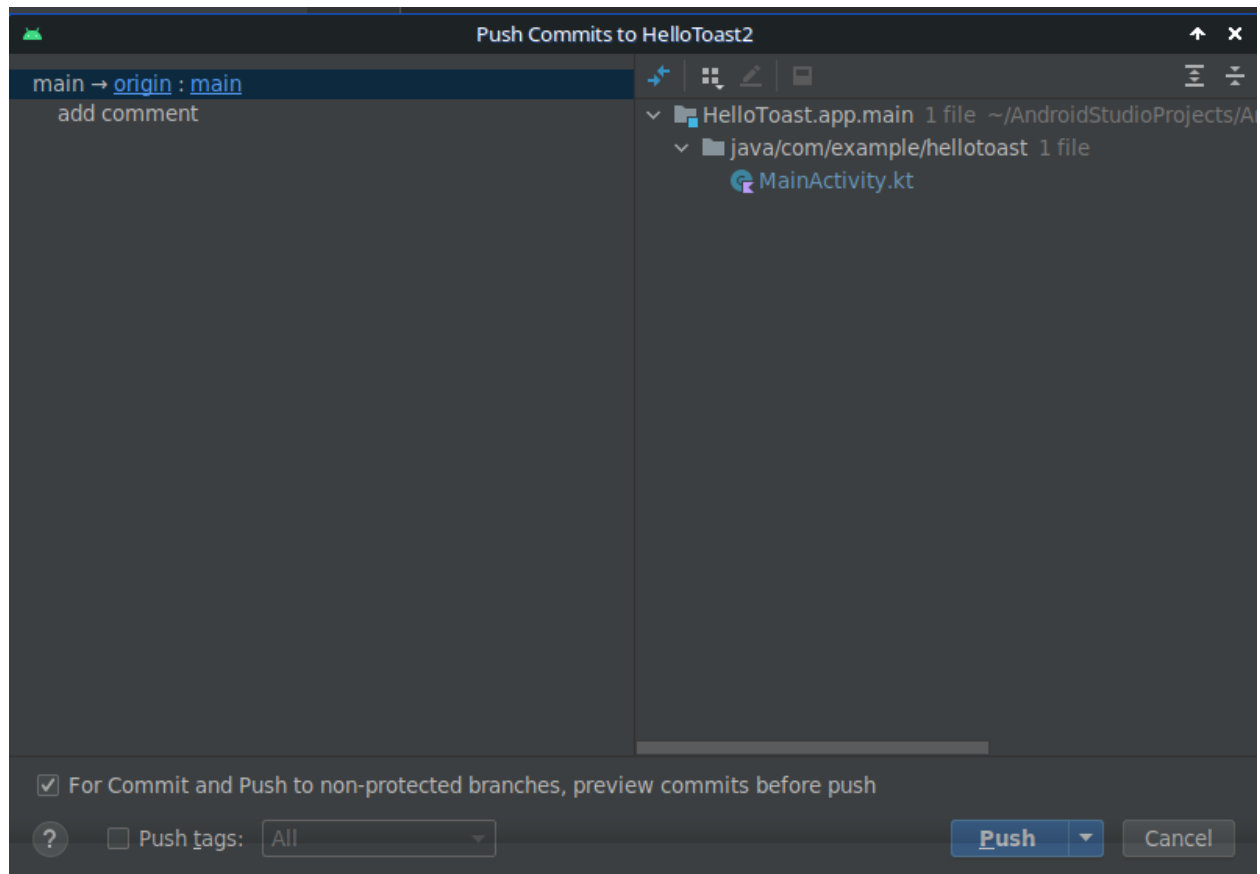 Push Commits to HelloToast2
main → origin : main
add comment
HelloToast.app.main 1 file ~/AndroidStudioProjects/
java/com/example/hellotoast 1 file
MainActivity.kt
For Commit and Push to non-protected branches, preview commits before push
? Push tags: All
Push
Cancel